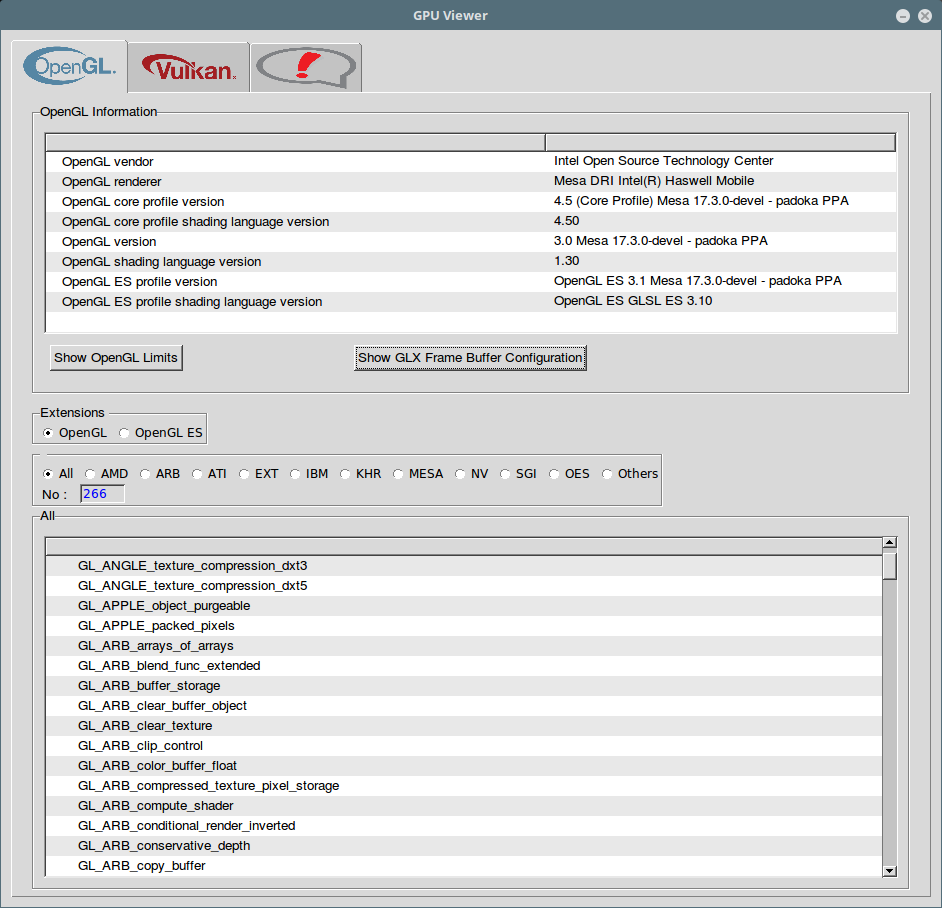 GPU Viewer
OpenGL.
Vulkan.
OpenGL Information
OpenGL vendor Intel Open Source Technology Center
OpenGL renderer Mesa DRI Intel(R) Haswell Mobile
OpenGL core profile version 4.5 (Core Profile) Mesa 17.3.0-devel - padoka PPA
OpenGL core profile shading language version 4.50
OpenGL version 3.0 Mesa 17.3.0-devel - padoka PPA
OpenGL shading language version 1.30
OpenGL ES profile version OpenGL ES 3.1 Mesa 17.3.0-devel - padoka PPA
OpenGL ES profile shading language version OpenGL ES GLSL ES 3.10
Show OpenGL Limits Show GLX Frame Buffer Configuration
Extensions
OpenGL OpenGL ES
All AMD ARB ATI EXT IBM KHR MESA NV SGI OES Others
No : 266
All
GL_ANGLE_texture_compression_dxt3
GL_ANGLE_texture_compression_dxt5
GL_APPLE_object_purgeable
GL_APPLE_packed_pixels
GL_ARB_arrays_of_arrays
GL_ARB_blend_func_extended
GL_ARB_buffer_storage
GL_ARB_clear_buffer_object
GL_ARB_clear_texture
GL_ARB_clip_control
GL_ARB_color_buffer_float
GL_ARB_compressed_texture_pixel_storage
GL_ARB_compute_shader
GL_ARB_conditional_render_inverted
GL_ARB_conservative_depth
GL_ARB_copy_buffer